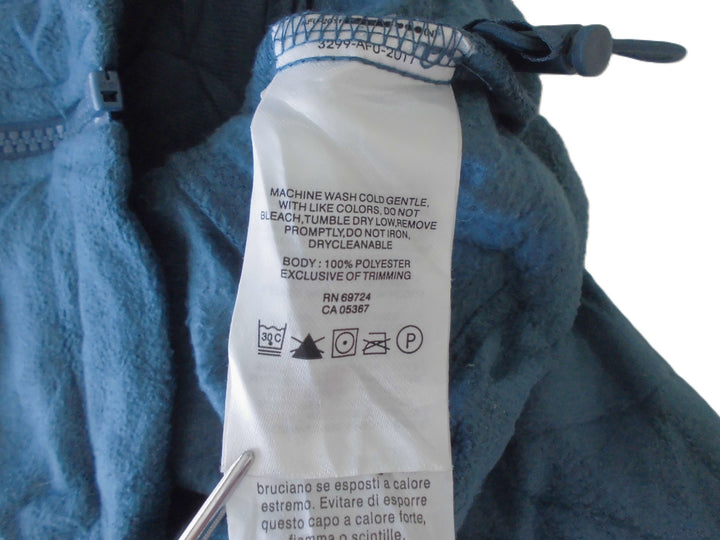 3299-AFU-2017
MACHINE WASH COLD GENTLE,
WITH LIKE COLORS, DO NOT
BLEACH,TUMBLE DRY LOW,REMOVE
PROMPTLY,DO NOT IRON,
DRYCLEANABLE
BODY : 100% POLYESTER
EXCLUSIVE OF TRIMMING
RN 69724
CA 05367
30 C P
bruciano se esposti a calore
estremo. Evitare di esporre
questo capo a calore forte,
fiamma o scintille.